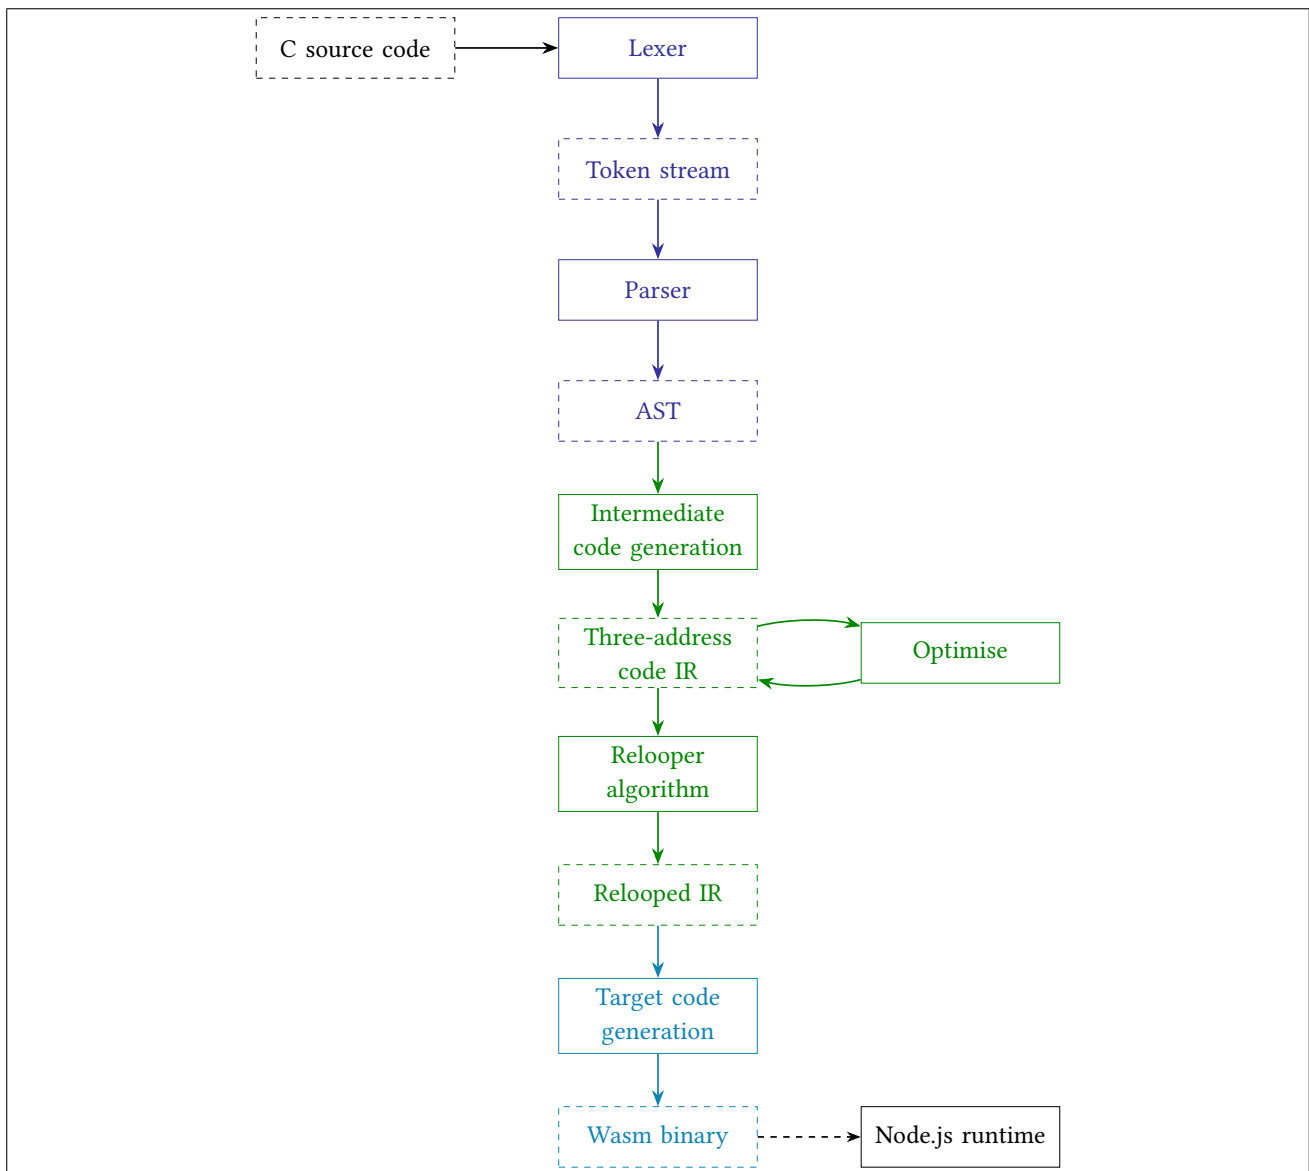 C source code
Lexer
Token stream
Parser
AST
Intermediate
code generation
Three-address
code IR
Optimise
Relooper
algorithm
Relooped IR
Target code
generation
Wasm binary
Node.js runtime